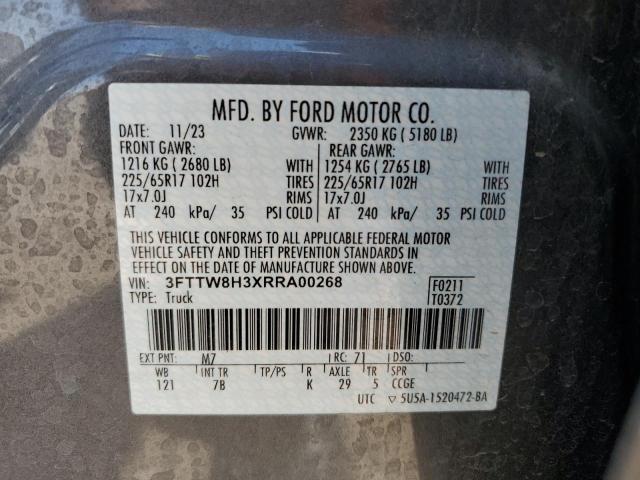 MFD. BY FORD MOTOR CO.
DATE: 11/23 GVWR: 2350 KG ( 5180 LB)
FRONT GAWR: REAR GAWR:
1216 KG ( 2680 LB) WITH 1254 KG ( 2765 LB) WITH
225/65R17 102H TIRES 225/65R17 102H TIRES
17x7.0J RIMS 17x7.0J RIMS
AT 240 kPa/ 35 PSI COLD AT 240 kPa/ 35 PSI COLD
THIS VEHICLE CONFORMS TO ALL APPLICABLE FEDERAL MOTOR
VEHICLE SAFETY AND THEFT PREVENTION STANDARDS IN
EFFECT ON THE DATE OF MANUFACTURE SHOWN ABOVE.
VIN: 3FTTW8H3XRRA00268 F0211
TYPE: Truck T0372
EXT PNT: M7 RC: 71 DSO:
WB INT TR TP/PS R AXLE TR SPR
121 7B K 29 5 CCGE
UTC ▽ 5U5A-1520472-BA